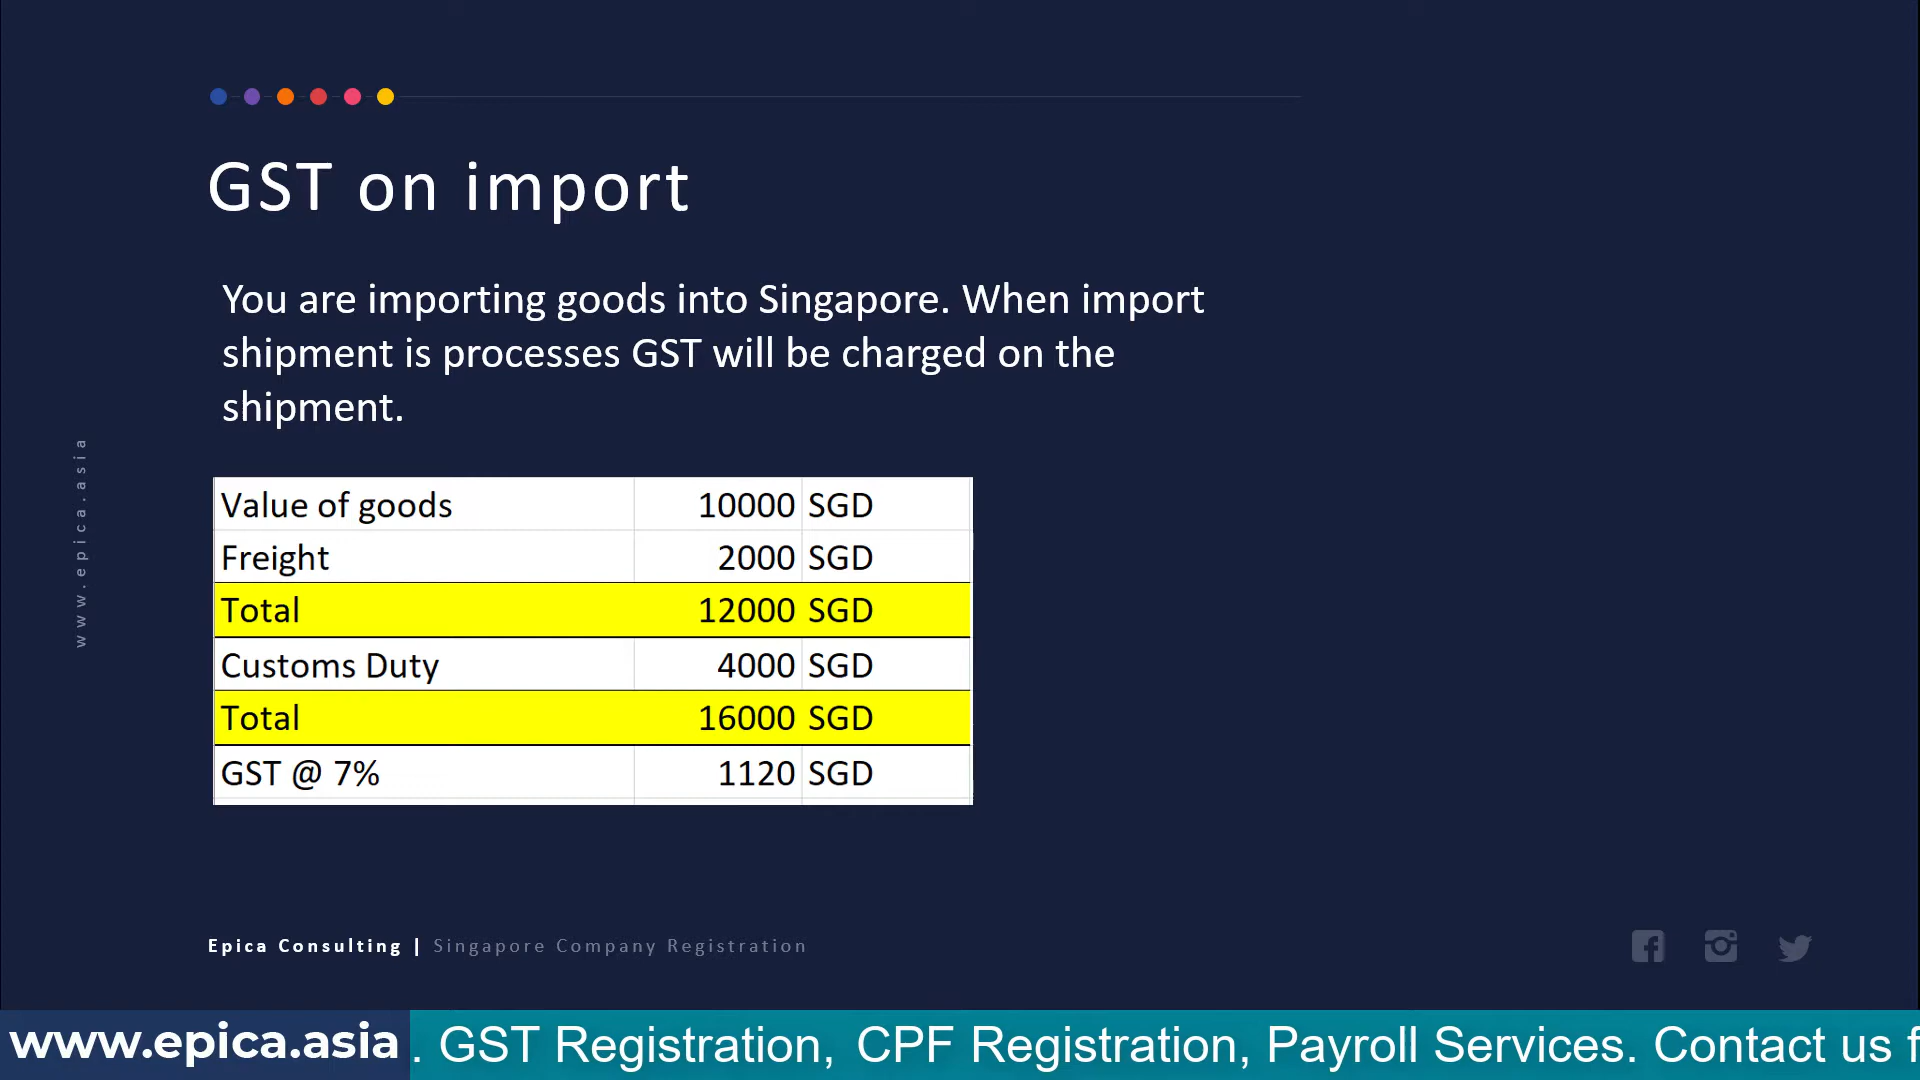 GST on import
You are importing goods into Singapore. When import
shipment is processes GST will be charged on the
shipment.
www.epica.asia
Value of goods 10000 SGD
Freight 2000 SGD
Total 12000 SGD
Customs Duty 4000 SGD
Total 16000 SGD
GST @ 7% 1120 SGD
Epica Consulting | Singapore Company Registration
www.epica.asia . GST Registration, CPF Registration, Payroll Services. Contact us f